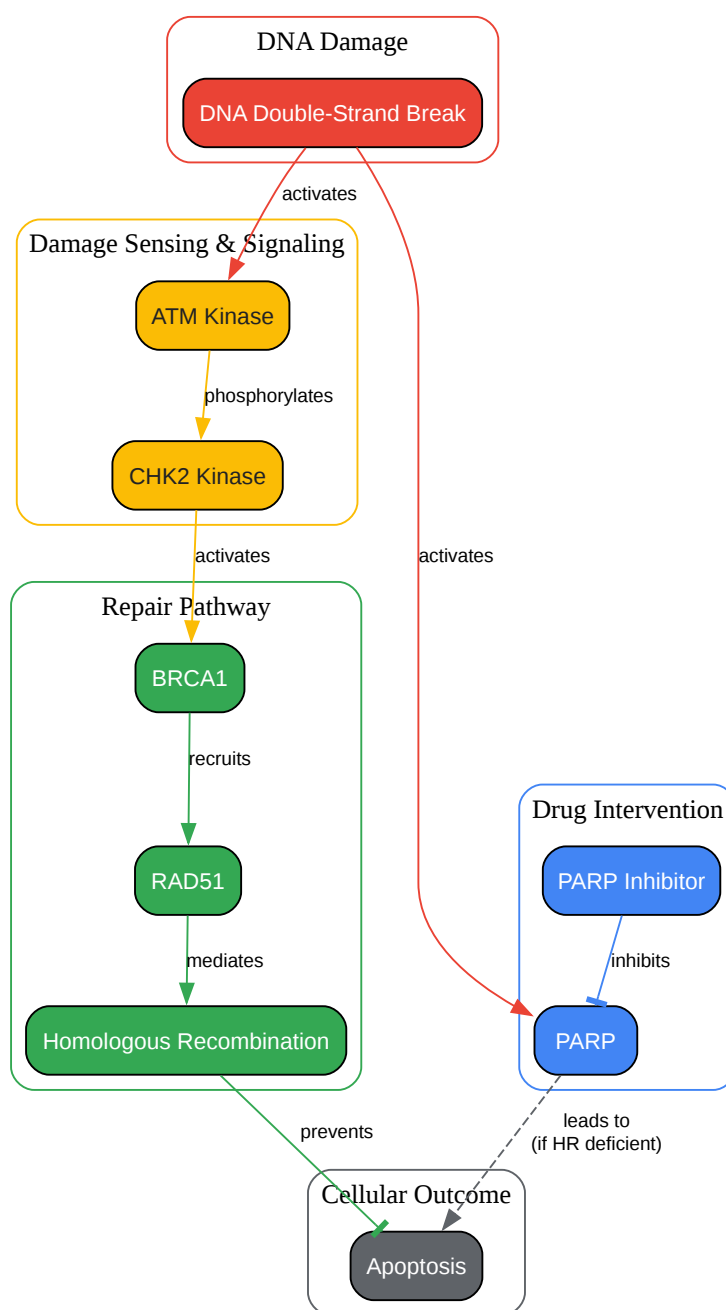 DNA Damage
DNA Double-Strand Break
activates
Damage Sensing & Signaling
ATM Kinase
phosphorylates
CHK2 Kinase
activates
activates
Repair Pathway
BRCA1
recruits
RAD51
mediates
Homologous Recombination
Drug Intervention
PARP Inhibitor
inhibits
PARP
prevents
leads to
(if HR deficient)
Cellular Outcome
Apoptosis